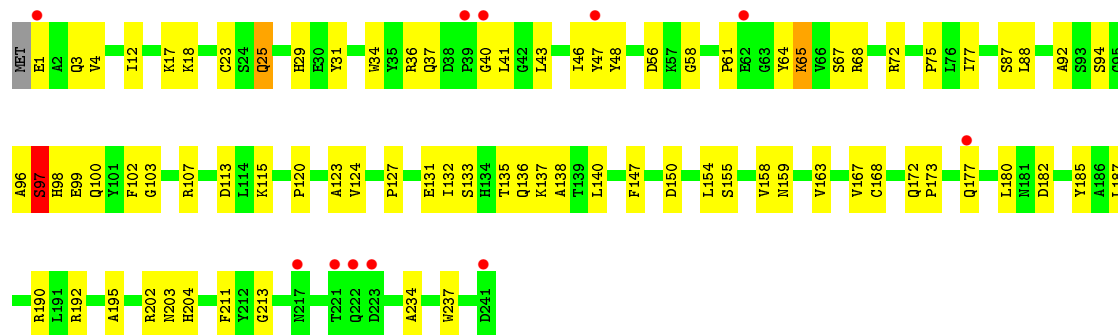 MET E1 A2 Q3 V4 I12 K17 K18 C23 S24 Q25 H29 E30 Y31 W34 Y35 R36 Q37 D38 P39 G40 L41 G42 L43 I46 Y47 Y48 D56 K57 G58 P61 E62 G63 Y64 K65 V66 S67 R68 R72 P75 L76 I77 S87 L88 A92 S93 S94 C95
A96 S97 H98 E99 Q100 Y101 F102 G103 R107 D113 L114 K115 P120 A123 V124 P127 E131 I132 S133 H134 T135 Q136 K137 A138 T139 L140 F147 D150 L154 S155 V158 N159 V163 V167 C168 Q172 P173 Q177 L180 N181 D182 Y185 A186 L187
R190 L191 R192 A195 R202 N203 H204 F211 Y212 G213 N217 T221 Q222 D223 A234 W237 D241